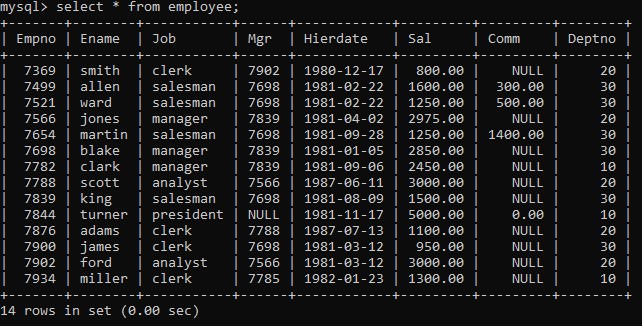 mysql> select * from employee;
+-------+--------+-----------+------+------------+---------+---------+--------+
| Empno | Ename | Job | Mgr | Hierdate | Sal | Comm | Deptno |
+-------+--------+-----------+------+------------+---------+---------+--------+
| 7369 | smith | clerk | 7902 | 1980-12-17 | 800.00 | NULL | 20 |
| 7499 | allen | salesman | 7698 | 1981-02-22 | 1600.00 | 300.00 | 30 |
| 7521 | ward | salesman | 7698 | 1981-02-22 | 1250.00 | 500.00 | 30 |
| 7566 | jones | manager | 7839 | 1981-04-02 | 2975.00 | NULL | 20 |
| 7654 | martin | salesman | 7698 | 1981-09-28 | 1250.00 | 1400.00 | 30 |
| 7698 | blake | manager | 7839 | 1981-01-05 | 2850.00 | NULL | 30 |
| 7782 | clark | manager | 7839 | 1981-09-06 | 2450.00 | NULL | 10 |
| 7788 | scott | analyst | 7566 | 1987-06-11 | 3000.00 | NULL | 20 |
| 7839 | king | salesman | 7698 | 1981-08-09 | 1500.00 | NULL | 30 |
| 7844 | turner | president | NULL | 1981-11-17 | 5000.00 | 0.00 | 10 |
| 7876 | adams | clerk | 7788 | 1987-07-13 | 1100.00 | NULL | 20 |
| 7900 | james | clerk | 7698 | 1981-03-12 | 950.00 | NULL | 30 |
| 7902 | ford | analyst | 7566 | 1981-03-12 | 3000.00 | NULL | 20 |
| 7934 | miller | clerk | 7785 | 1982-01-23 | 1300.00 | NULL | 10 |
+-------+--------+-----------+------+------------+---------+---------+--------+
14 rows in set (0.00 sec)